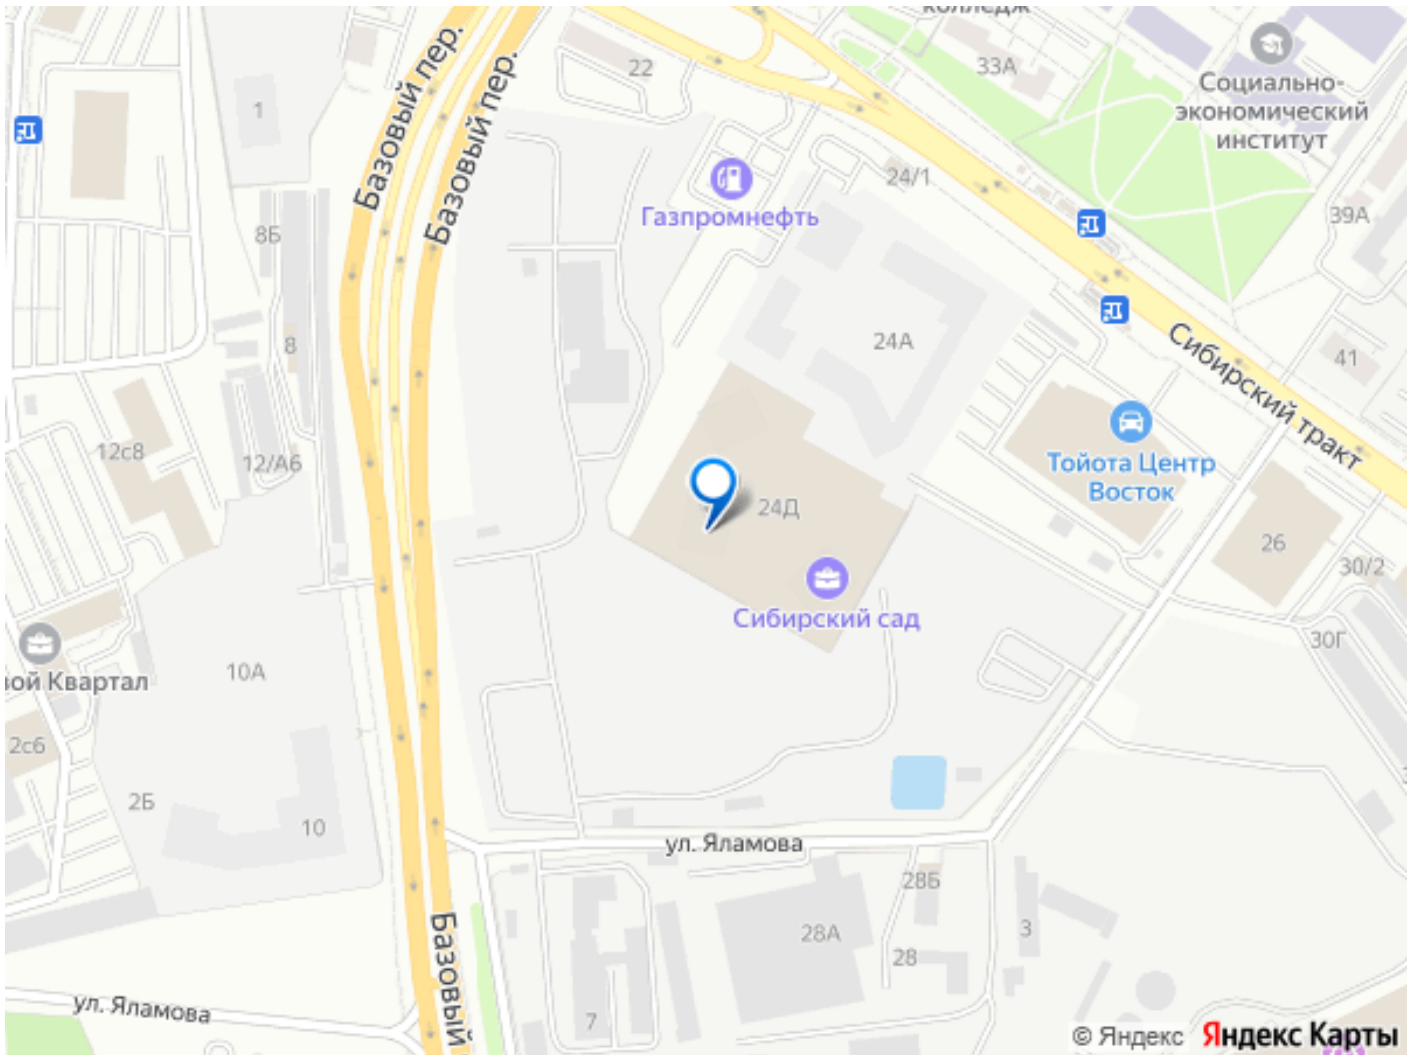 колледж
Базовый пер.
Базовый пер.
22
33А
Социально-
экономический
институт
1
24/1
Газпромнефть
39А
8Б
24А
8
Сибирский тракт
41
12с8
12/А6
Тойота Центр
Восток
24Д
26
30/2
Сибирский сад
30Г
вой Квартал
10А
2с6
2Б
10
ул. Яламова
28Б
Базовый
28А
3
28
ул. Яламова
7
© Яндекс Яндекс Карты